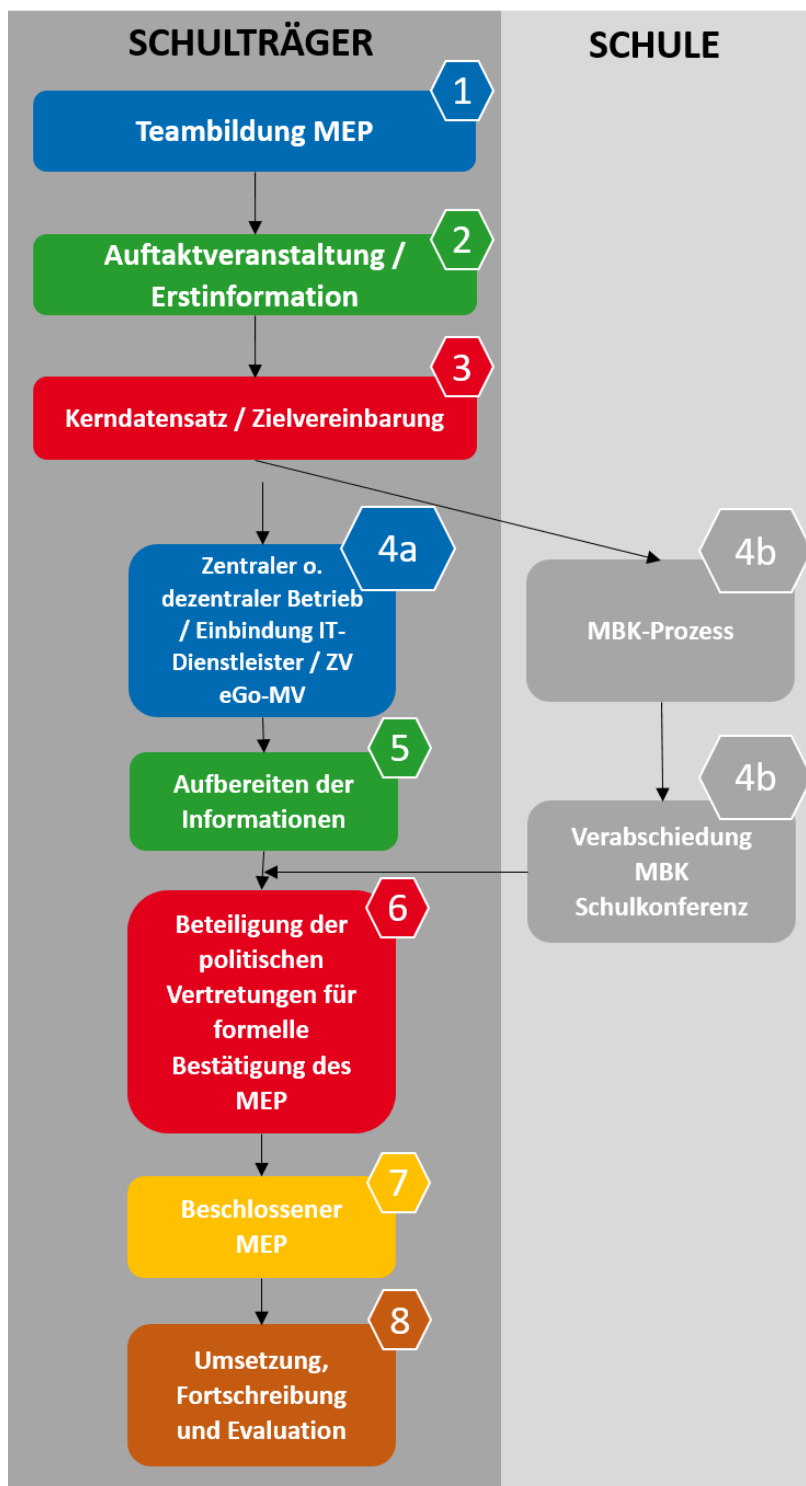 SCHULTRÄGER
SCHULE
1
Teambildung MEP
2
Auftaktveranstaltung /
Erstinformation
3
Kerndatensatz / Zielvereinbarung
4a
Zentraler o.
dezentraler Betrieb
/ Einbindung IT-
Dienstleister / ZV
eGo-MV
4b
MBK-Prozess
5
Aufbereiten der
Informationen
4b
Verabschiedung
MBK
Schulkonferenz
6
Beteiligung der
politischen
Vertretungen für
formelle
Bestätigung des
MEP
7
Beschlossener
MEP
8
Umsetzung,
Fortschreibung
und Evaluation